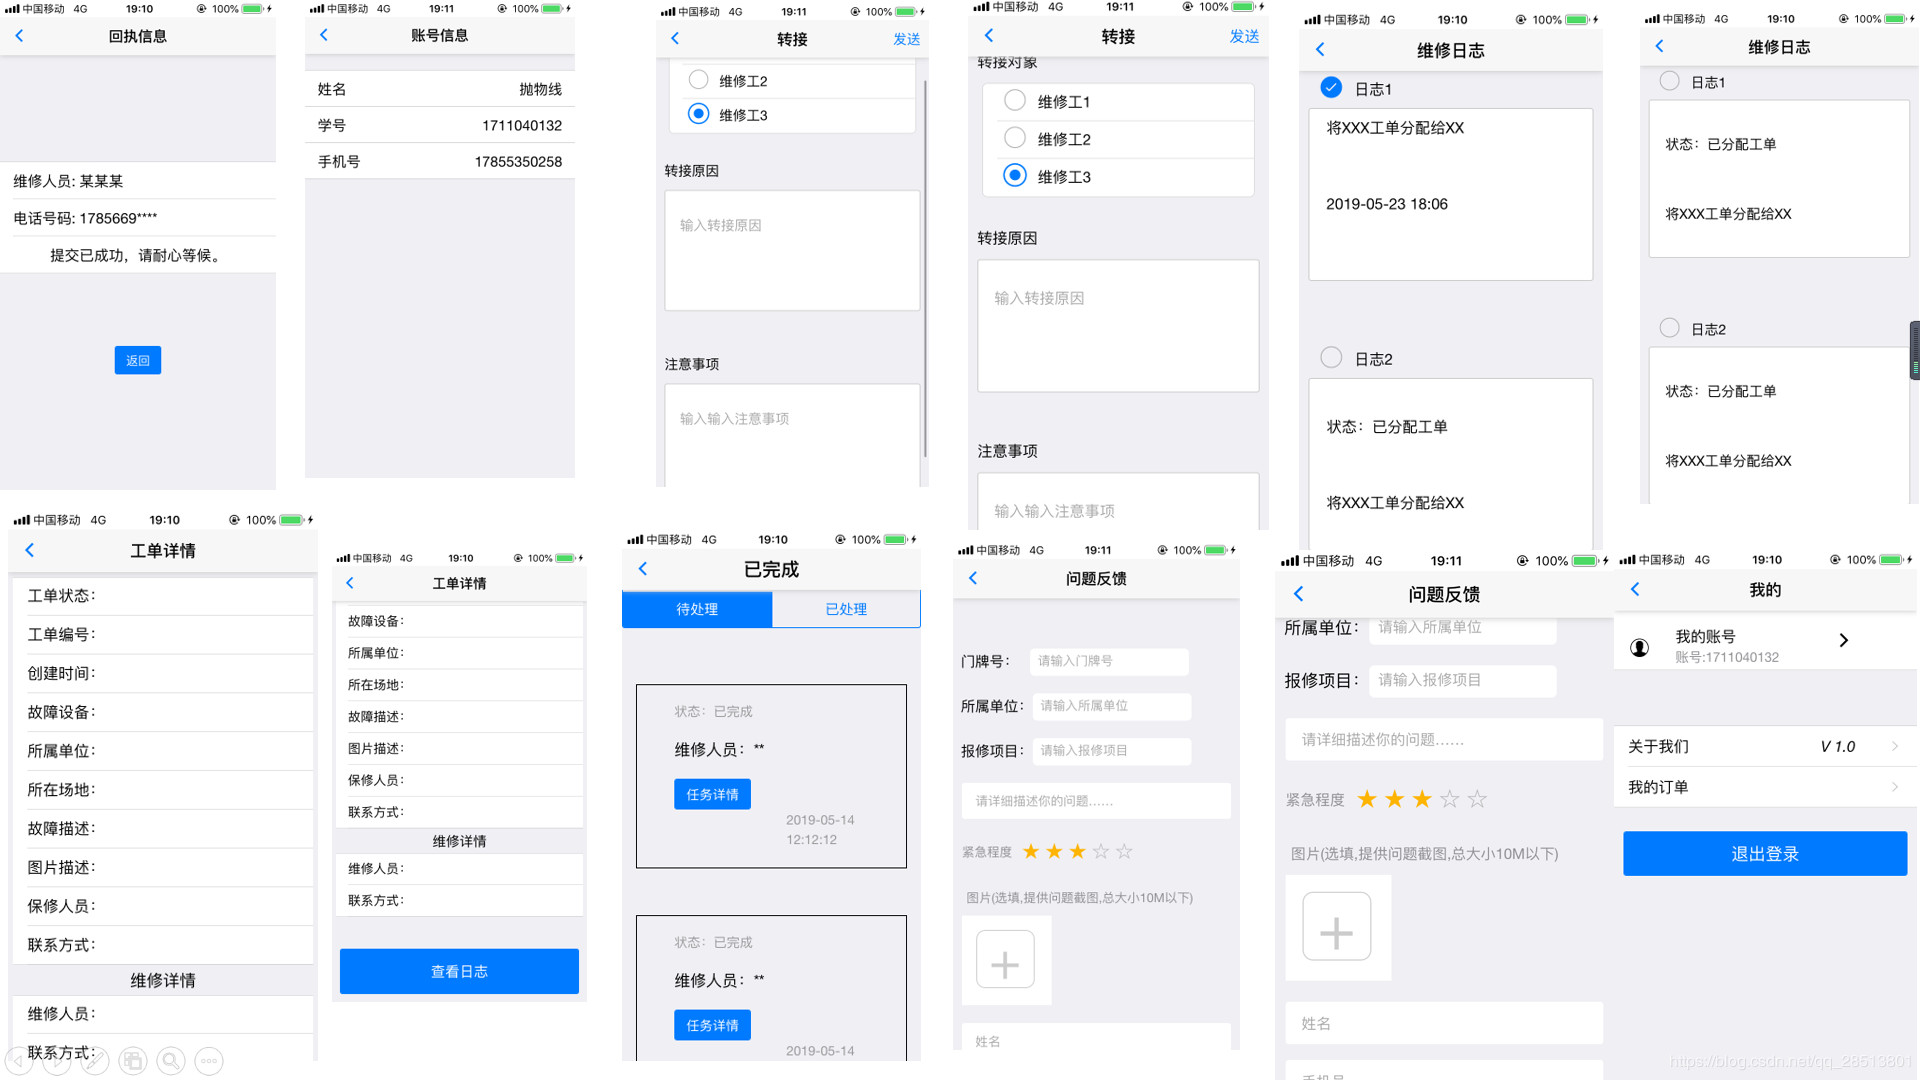 中国移动 4G 19:10 100%
回执信息
维修人员: 某某某
电话号码: 1785669****
提交已成功，请耐心等候。
返回
中国移动 4G 19:11 100%
账号信息
姓名 抛物线
学号 1711040132
手机号 17855350258
中国移动 4G 19:11 100%
转接 发送
维修工2
维修工3
转接原因
输入转接原因
注意事项
输入输入注意事项
中国移动 4G 19:11 100%
转接 发送
转接对象
维修工1
维修工2
维修工3
转接原因
输入转接原因
注意事项
输入输入注意事项
中国移动 4G 19:10 100%
维修日志
日志1
将XXX工单分配给XX
2019-05-23 18:06
日志2
状态：已分配工单
将XXX工单分配给XX
中国移动 4G 19:10 100%
维修日志
日志1
状态：已分配工单
将XXX工单分配给XX
日志2
状态：已分配工单
将XXX工单分配给XX
中国移动 4G 19:10 100%
工单详情
工单状态：
工单编号：
创建时间：
故障设备：
所属单位：
所在场地：
故障描述：
图片描述：
保修人员：
联系方式：
维修详情
维修人员：
联系方式：
中国移动 4G 19:10 100%
工单详情
故障设备：
所属单位：
所在场地：
故障描述：
图片描述：
保修人员：
联系方式：
维修详情
维修人员：
联系方式：
查看日志
中国移动 4G 19:10 100%
已完成
待处理 已处理
状态：已完成
维修人员：**
任务详情
2019-05-14
12:12:12
状态：已完成
维修人员：**
任务详情
2019-05-14
中国移动 4G 19:11 100%
问题反馈
门牌号： 请输入门牌号
所属单位： 请输入所属单位
报修项目： 请输入报修项目
请详细描述你的问题......
紧急程度
图片(选填,提供问题截图,总大小10M以下)
姓名
中国移动 4G 19:11 100%
问题反馈
所属单位： 请输入所属单位
报修项目： 请输入报修项目
请详细描述你的问题......
紧急程度
图片(选填,提供问题截图,总大小10M以下)
姓名
手机号
中国移动 4G 19:10 100%
我的
我的账号
账号:1711040132
关于我们 V 1.0
我的订单
退出登录
https://blog.csdn.net/qq_28513801